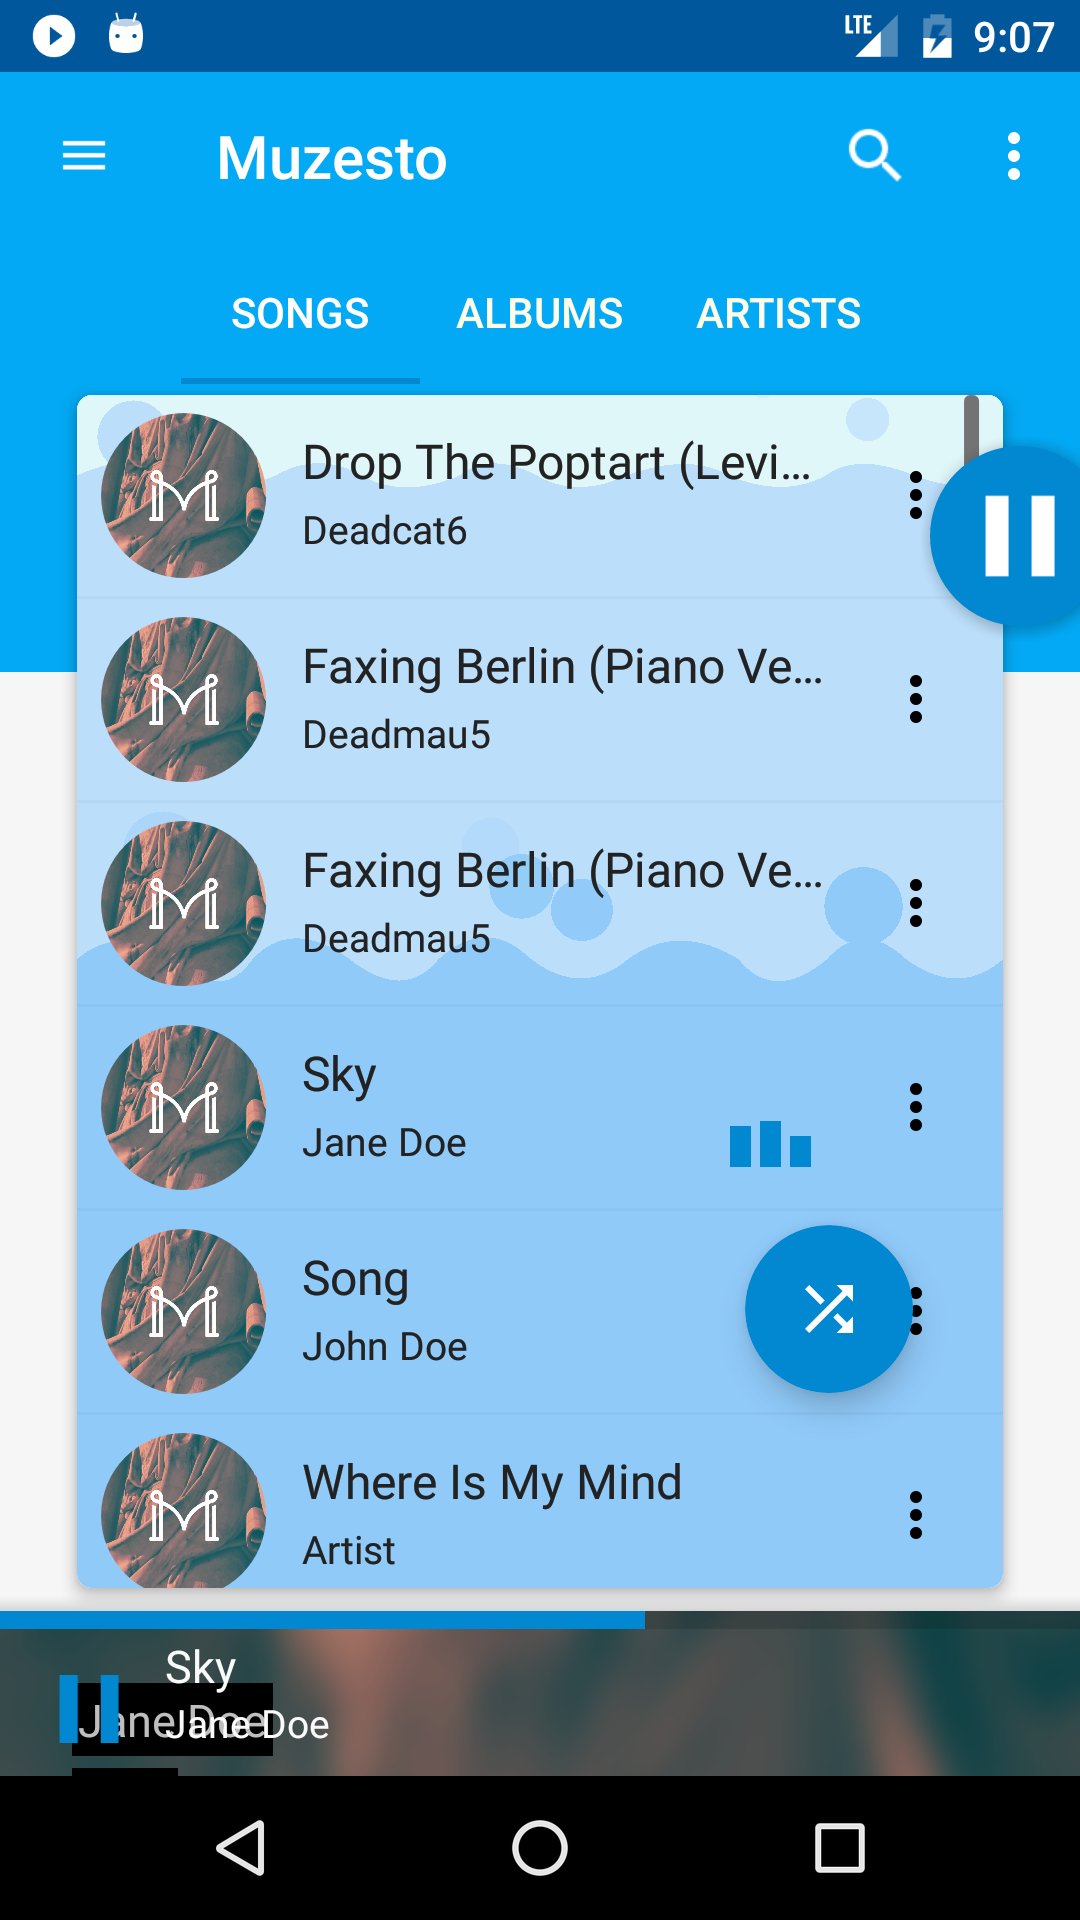 LTE 9:07
Muzesto
SONGS ALBUMS ARTISTS
Drop The Poptart (Levi...
Deadcat6
Faxing Berlin (Piano Ve...
Deadmau5
Faxing Berlin (Piano Ve...
Deadmau5
Sky
Jane Doe
Song
John Doe
Where Is My Mind
Artist
Sky
Jane Doe
Jane Doe